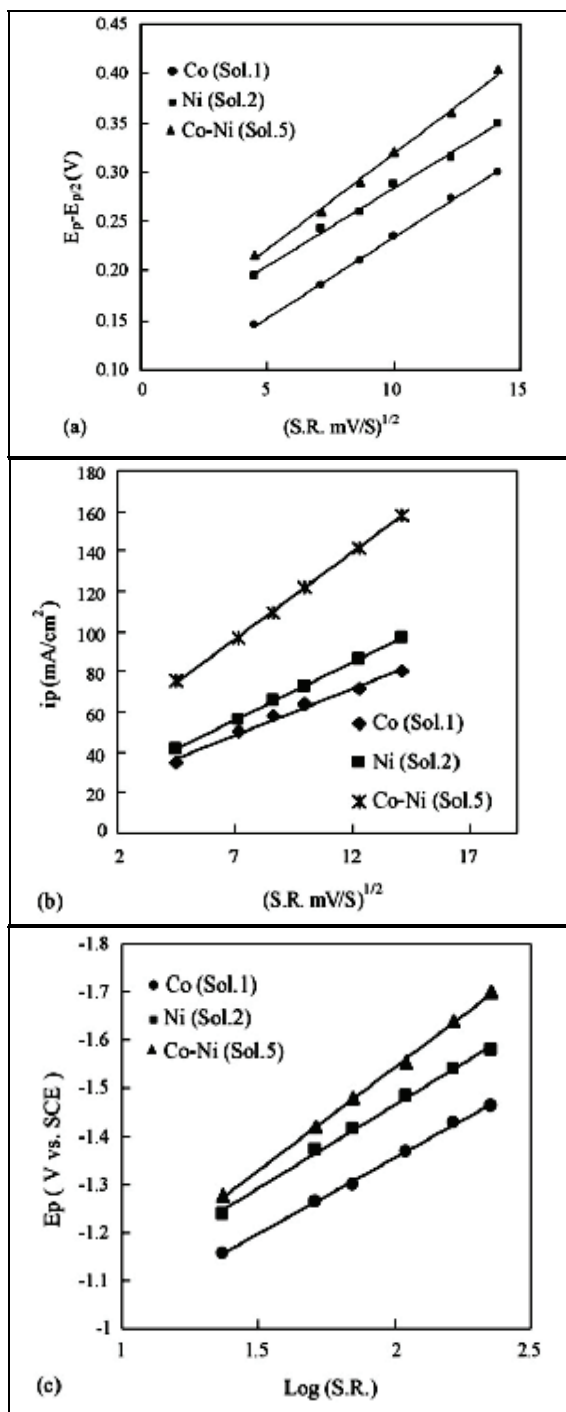 0.45
● Co (Sol.1)
0.40
■ Ni (Sol.2)
▲ Co-Ni (Sol.5)
0.35
0.30
0.25
0.20
0.15
0.10
E_p-E_{p/2}(V)
0 5 10 15
(a)
(S.R. mV/S)^{1/2}
180
160
140
120
100
80
60
40
20
0
ip (mA/cm²)
◆ Co (Sol.1)
■ Ni (Sol.2)
Co-Ni (Sol.5)
2 7 12 17
(b)
(S.R. mV/S)^{1/2}
-1.8
-1.7
-1.6
-1.5
-1.4
-1.3
-1.2
-1.1
-1
Ep ( V vs. SCE )
● Co (Sol.1)
■ Ni (Sol.2)
▲ Co-Ni (Sol.5)
1 1.5 2 2.5
(c)
Log (S.R.)